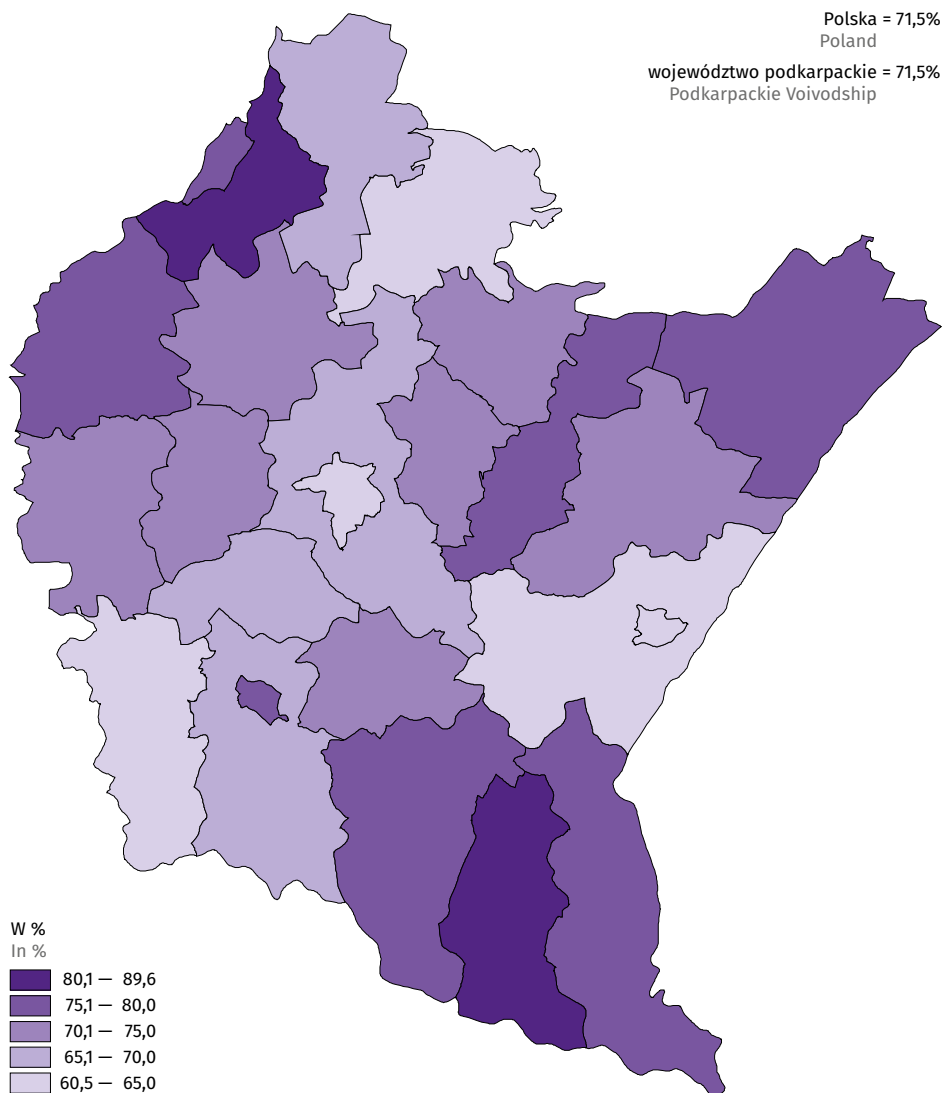 Polska = 71,5%
Poland
województwo podkarpackie = 71,5%
Podkarpackie Voivodship
W %
In %
80,1 — 89,6
75,1 — 80,0
70,1 — 75,0
65,1 — 70,0
60,5 — 65,0